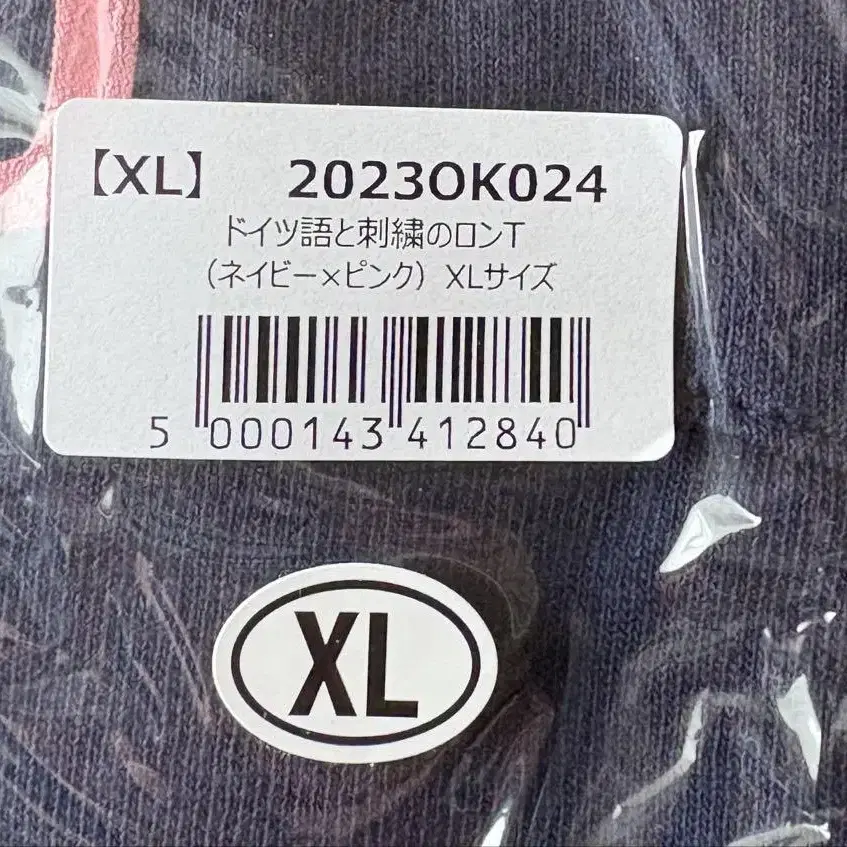 【XL】 2023OK024
ドイツ語と刺繍のロンT
（ネイビー×ピンク） XLサイズ
5 000143 412840
XL